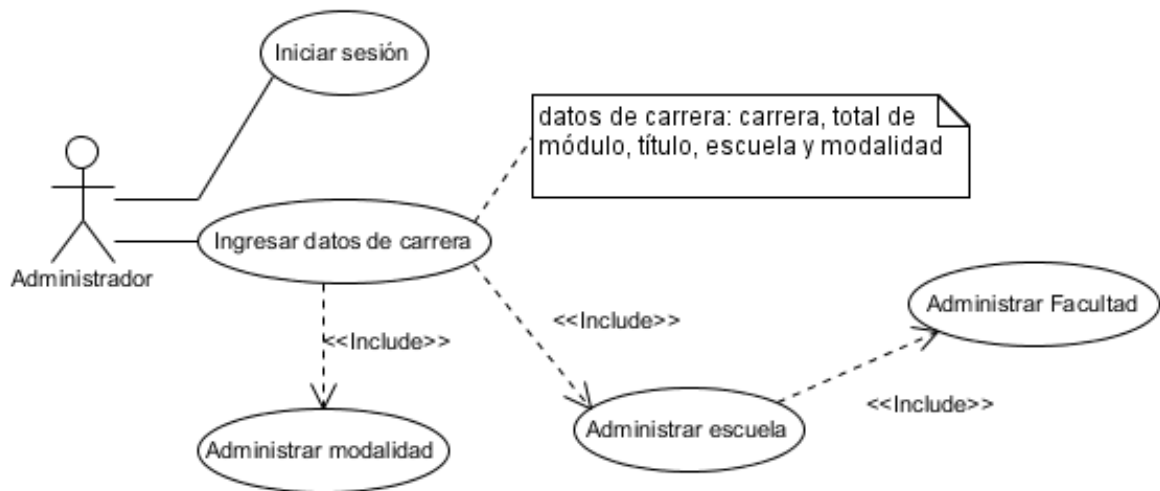 Iniciar sesión
datos de carrera: carrera, total de
módulo, título, escuela y modalidad
Ingresar datos de carrera
Administrador
Administrar Facultad
<<Include>>
<<Include>>
<<Include>>
Administrar escuela
Administrar modalidad